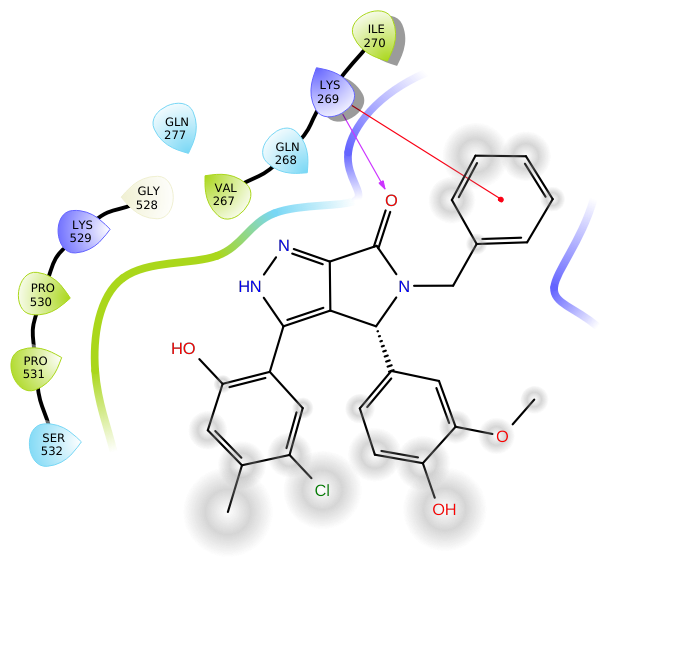 ILE
270
LYS
269
GLN
277
GLN
268
VAL
267
GLY
528
LYS
529
PRO
530
PRO
531
SER
532
O
N
HN
N
HO
Cl
O
OH